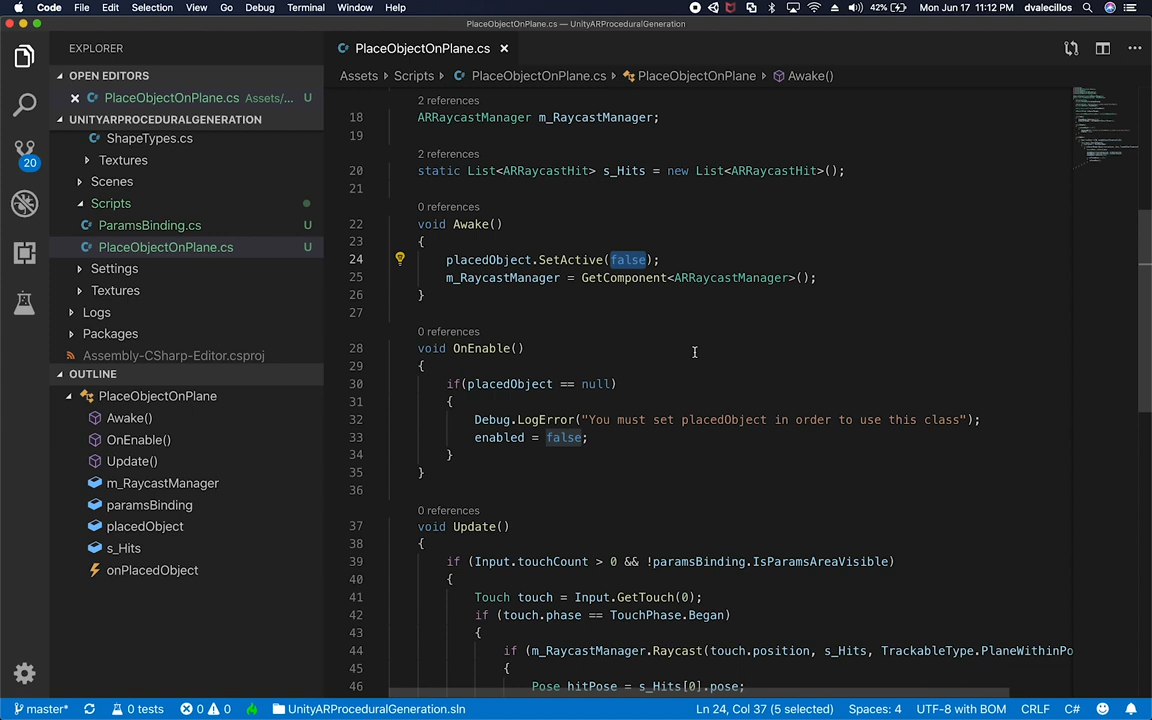 Code File Edit Selection View Go Debug Terminal Window Help 42% Mon Jun 17 11:12 PM dvalecillos
PlaceObjectOnPlane.cs — UnityARProceduralGeneration
EXPLORER
OPEN EDITORS
PlaceObjectOnPlane.cs Assets/... U
UNITYARPROCEDURALGENERATION
ShapeTypes.cs
Textures
Scenes
Scripts
ParamsBinding.cs U
PlaceObjectOnPlane.cs U
Settings
Textures
Logs
Packages
Assembly-CSharp-Editor.csproj
OUTLINE
PlaceObjectOnPlane
Awake()
OnEnable()
Update()
m_RaycastManager
paramsBinding
placedObject
s_Hits
onPlacedObject
20
PlaceObjectOnPlane.cs
Assets Scripts PlaceObjectOnPlane.cs PlaceObjectOnPlane Awake()
2 references
18 ARRaycastManager m_RaycastManager;
19
2 references
20 static List<ARRaycastHit> s_Hits = new List<ARRaycastHit>();
21
0 references
22 void Awake()
23 {
24 placedObject.SetActive(false);
25 m_RaycastManager = GetComponent<ARRaycastManager>();
26 }
27
0 references
28 void OnEnable()
29 {
30 if(placedObject == null)
31 {
32 Debug.LogError("You must set placedObject in order to use this class");
33 enabled = false;
34 }
35 }
36
0 references
37 void Update()
38 {
39 if (Input.touchCount > 0 && !paramsBinding.IsParamsAreaVisible)
40 {
41 Touch touch = Input.GetTouch(0);
42 if (touch.phase == TouchPhase.Began)
43 {
44 if (m_RaycastManager.Raycast(touch.position, s_Hits, TrackableType.PlaneWithinPo
45 {
46 Pose hitPose = s_Hits[0].pose;
master* 0 tests 0 0 UnityARProceduralGeneration.sln Ln 24, Col 37 (5 selected) Spaces: 4 UTF-8 with BOM CRLF C#